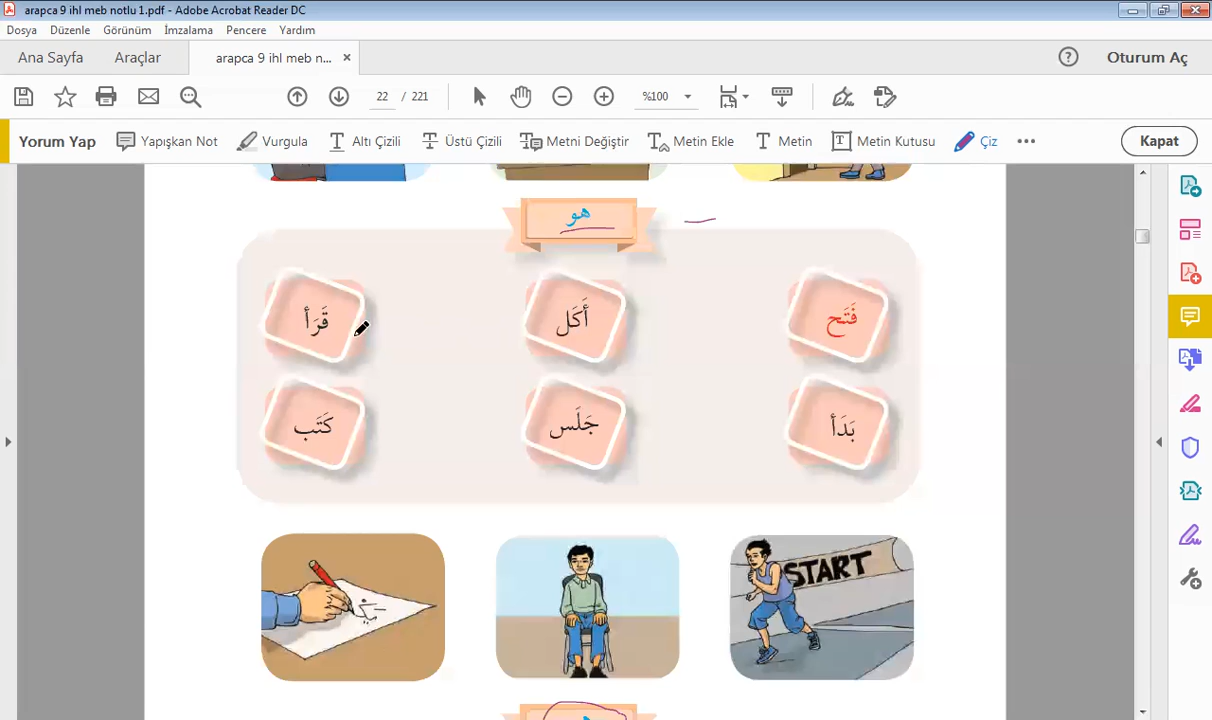 arapca 9 ihl meb notlu 1.pdf - Adobe Acrobat Reader DC
Dosya Düzenle Görünüm İmzalama Pencere Yardım
Ana Sayfa Araçlar arapca 9 ihl meb n... × Oturum Aç
22 / 221 %100
Yorum Yap Yapışkan Not Vurgula Altı Çizili Üstü Çizili Metni Değiştir Metin Ekle Metin Metin Kutusu Çiz Kapat
هو
فَتَح أَكَل قَرَأ
بَدَأ جَلَس كَتَب
START